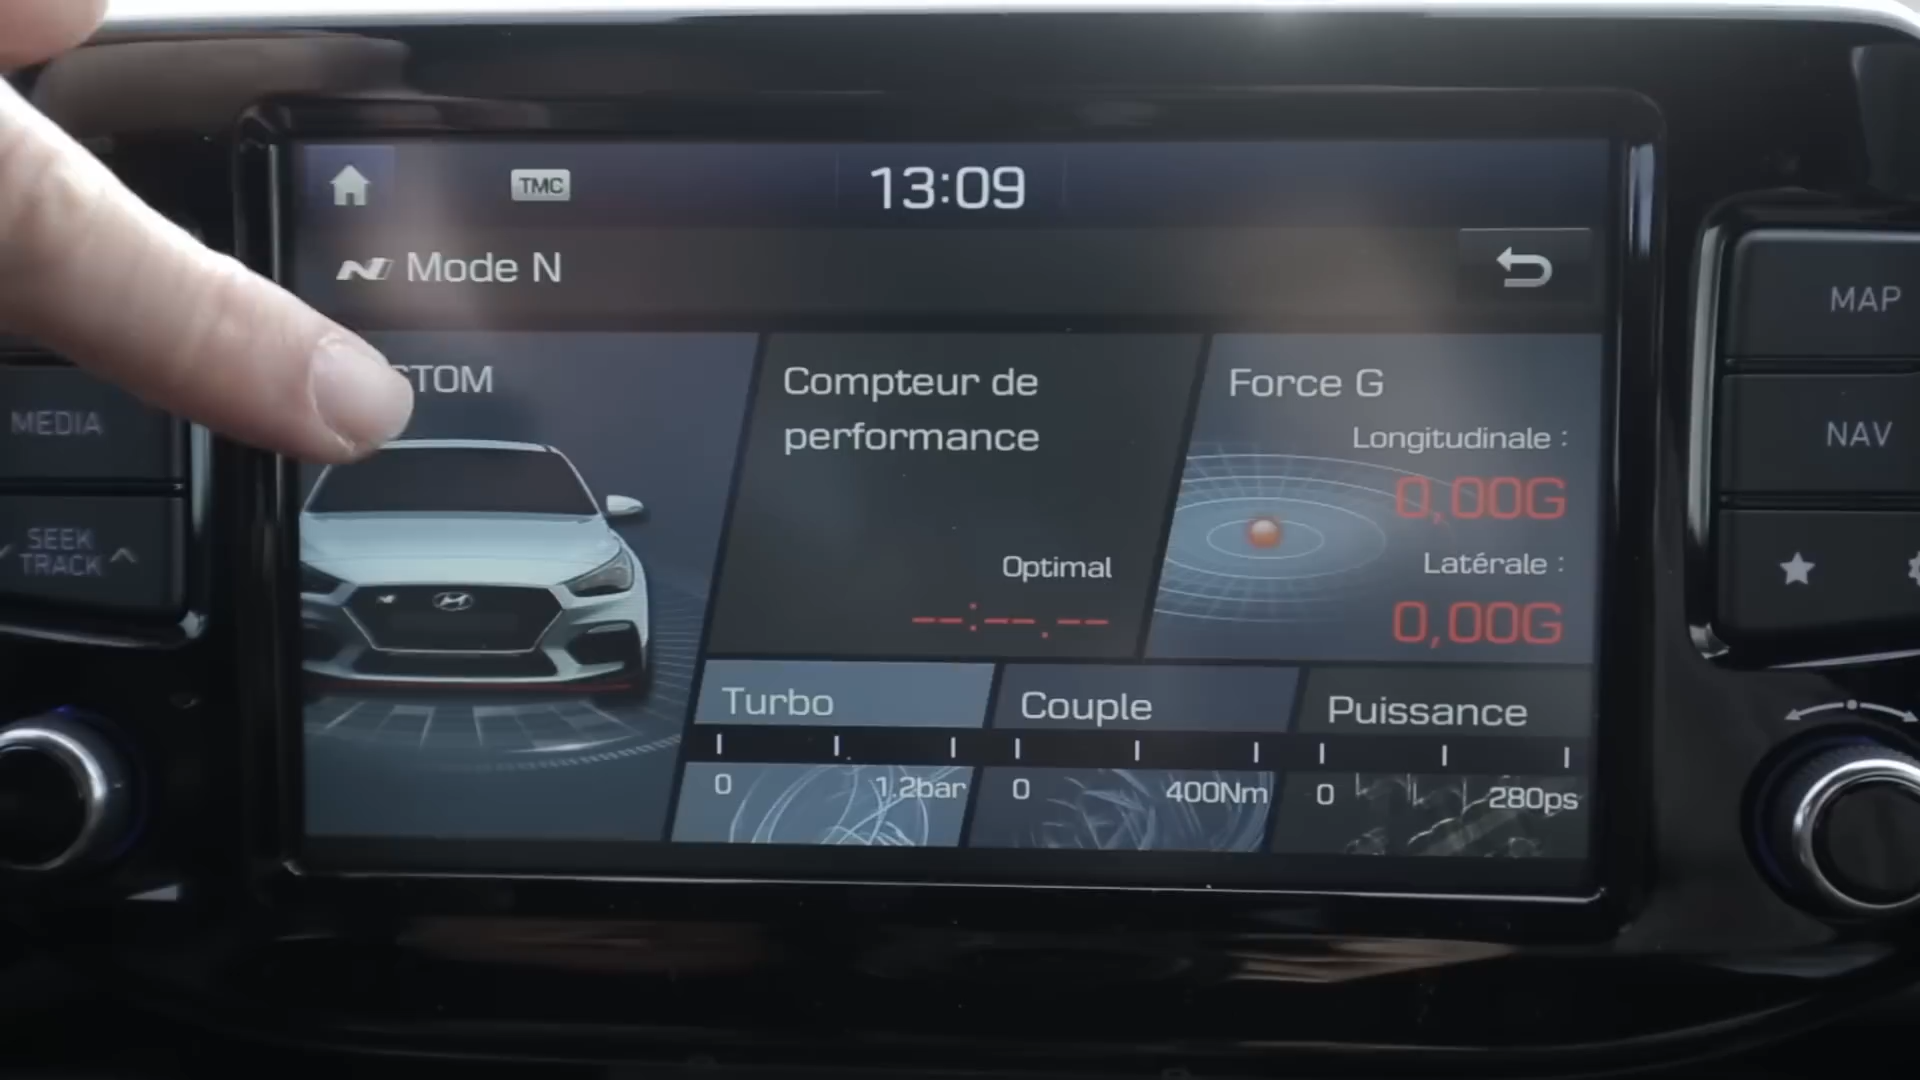 TMC
13:09
Mode N
MAP
NAV
MEDIA
SEEK
TRACK
Compteur de
performance
Optimal
--:--.--
Force G
Longitudinale :
0,00G
Latérale :
0,00G
Turbo
0
1.2bar
Couple
0
400Nm
Puissance
0
280ps